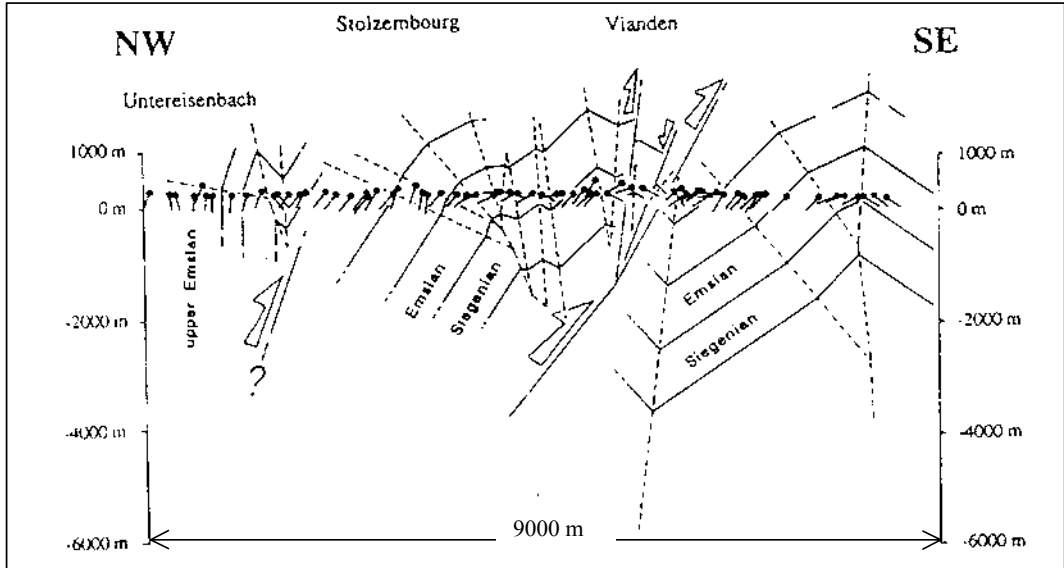 Stolzembourg
Vianden
NW
SE
Untereisenbach
1000 m
1000 m
0 m
0 m
upper Emsian
Emsian
Siegenian
Emsian
Siegenian
-2000 m
-2000 m
?
-4000 m
-4000 m
9000 m
-6000 m
-6000 m